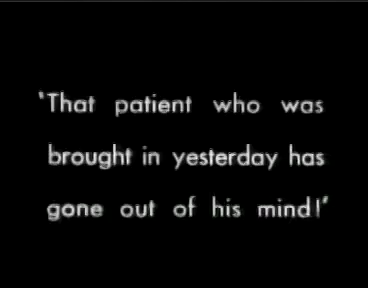 'That patient who was
brought in yesterday has
gone out of his mind!'